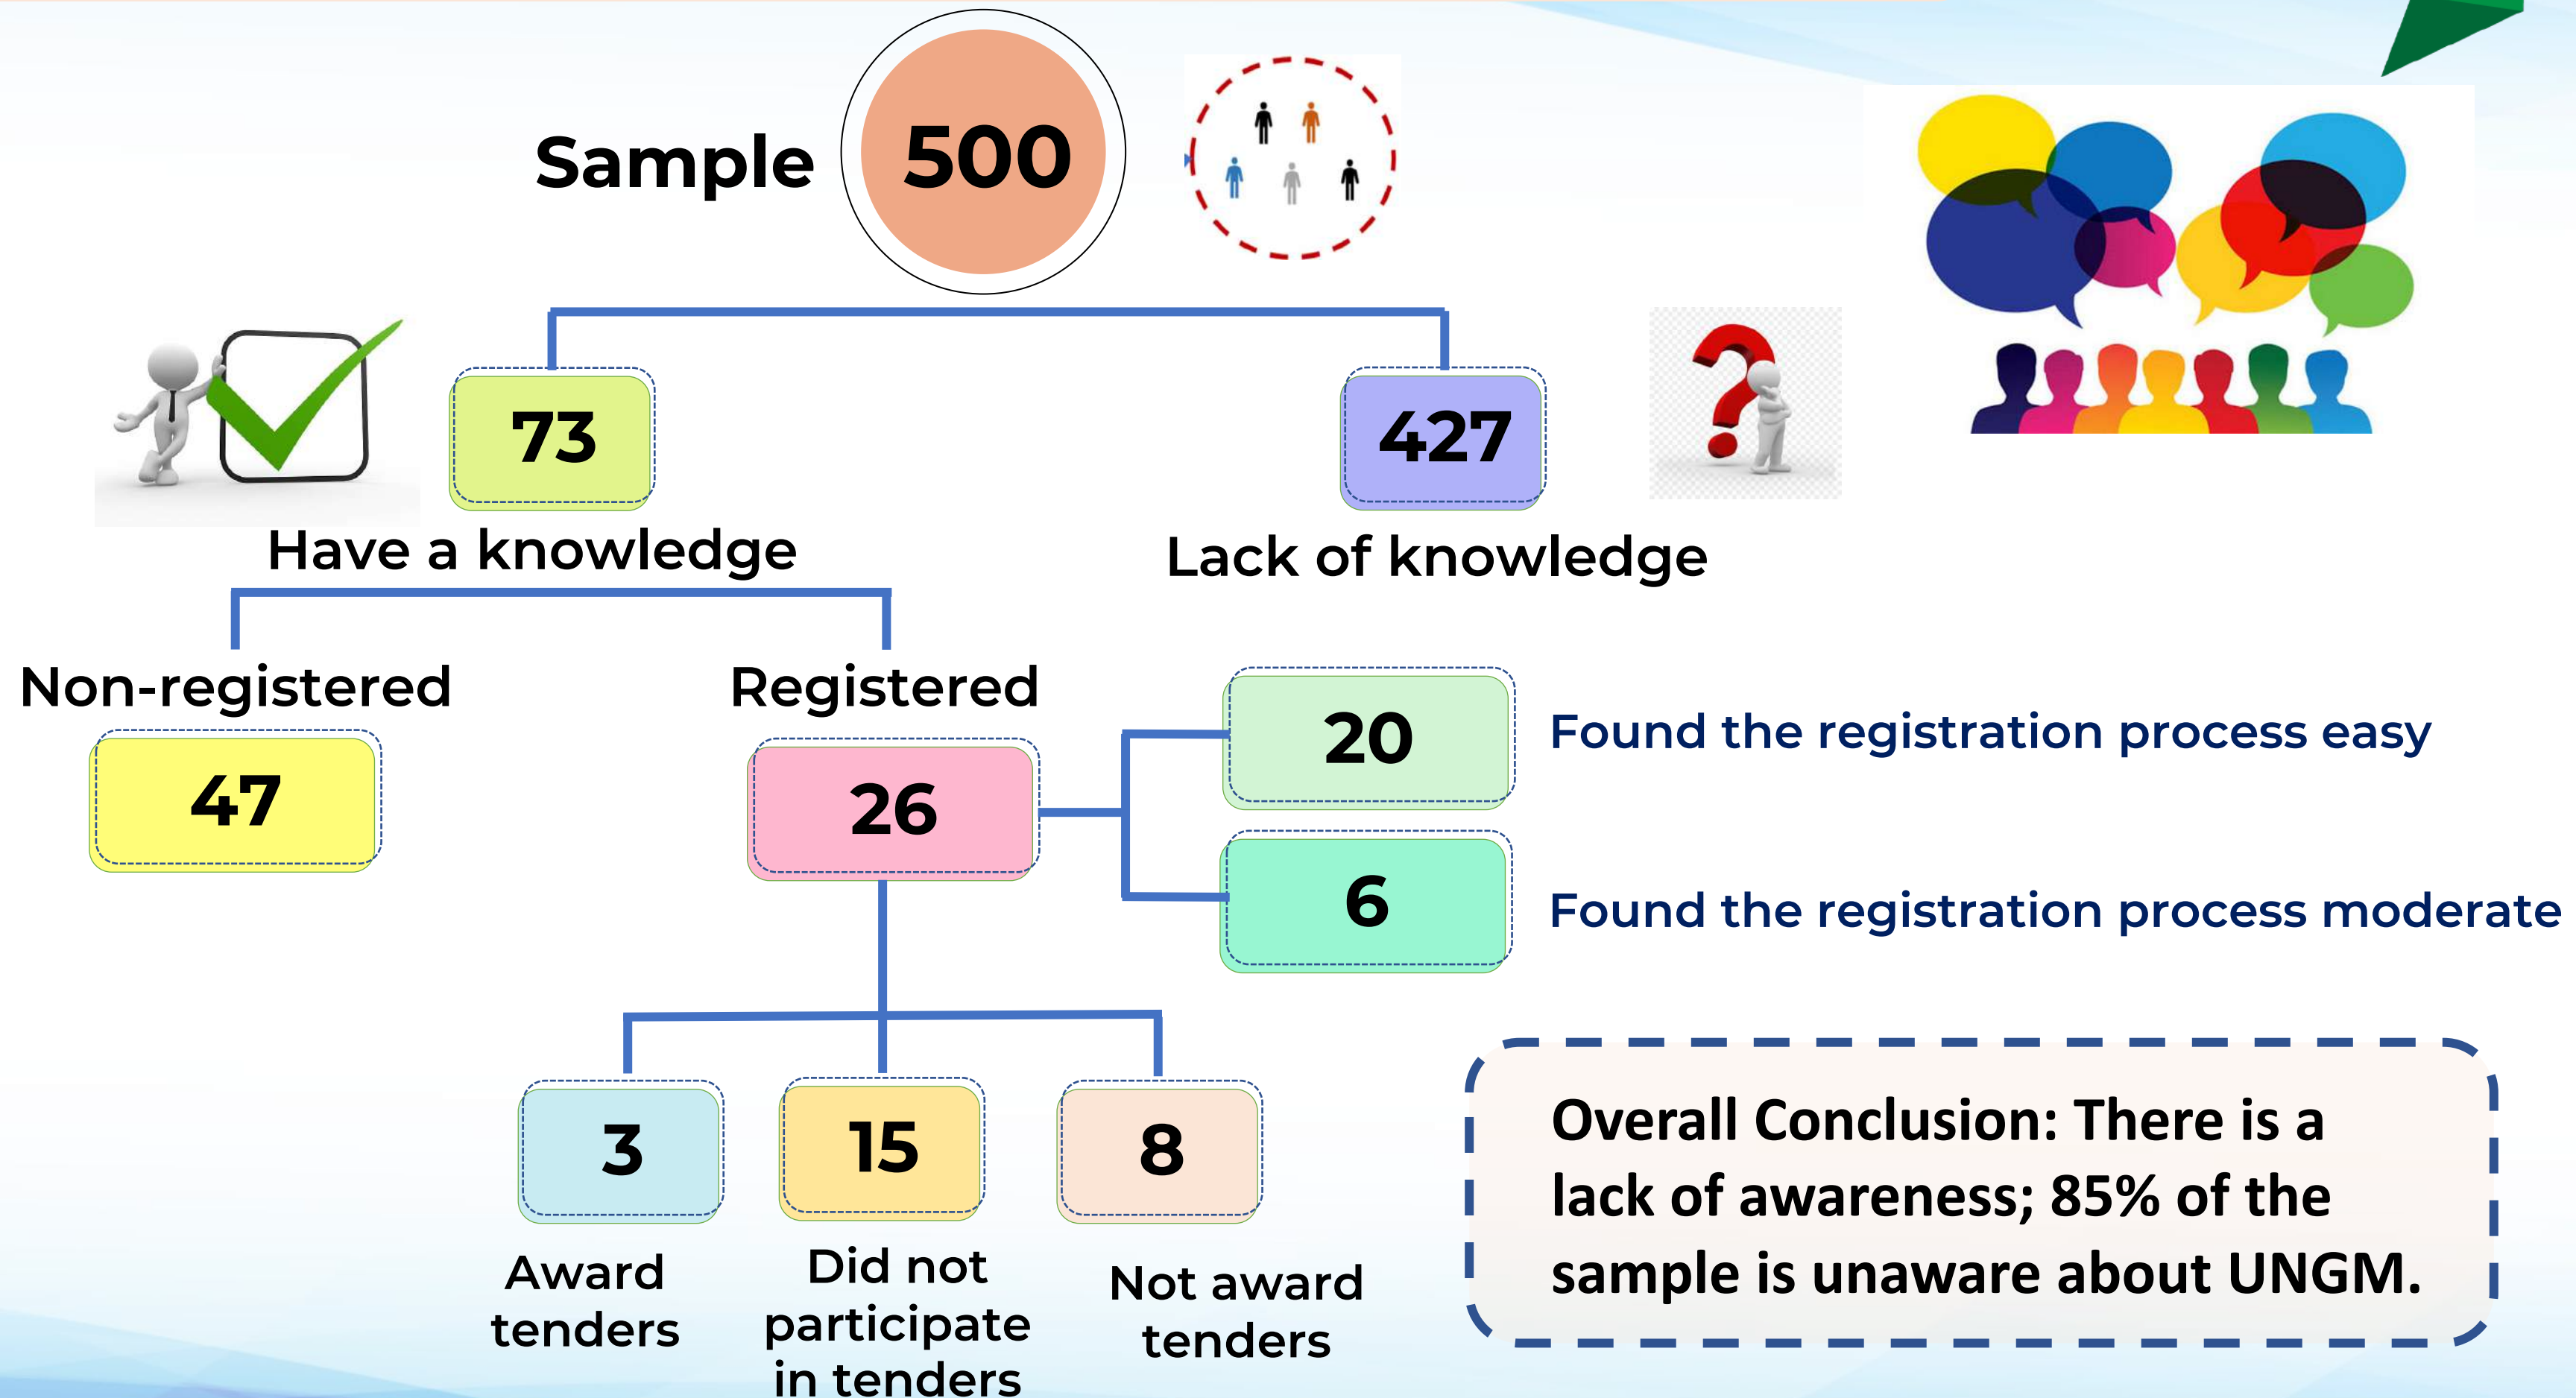 Sample
500
73
427
Have a knowledge
Lack of knowledge
Non-registered
Registered
47
26
20
Found the registration process easy
6
Found the registration process moderate
3
15
8
Award
tenders
Did not
participate
in tenders
Not award
tenders
Overall Conclusion: There is a
lack of awareness; 85% of the
sample is unaware about UNGM.